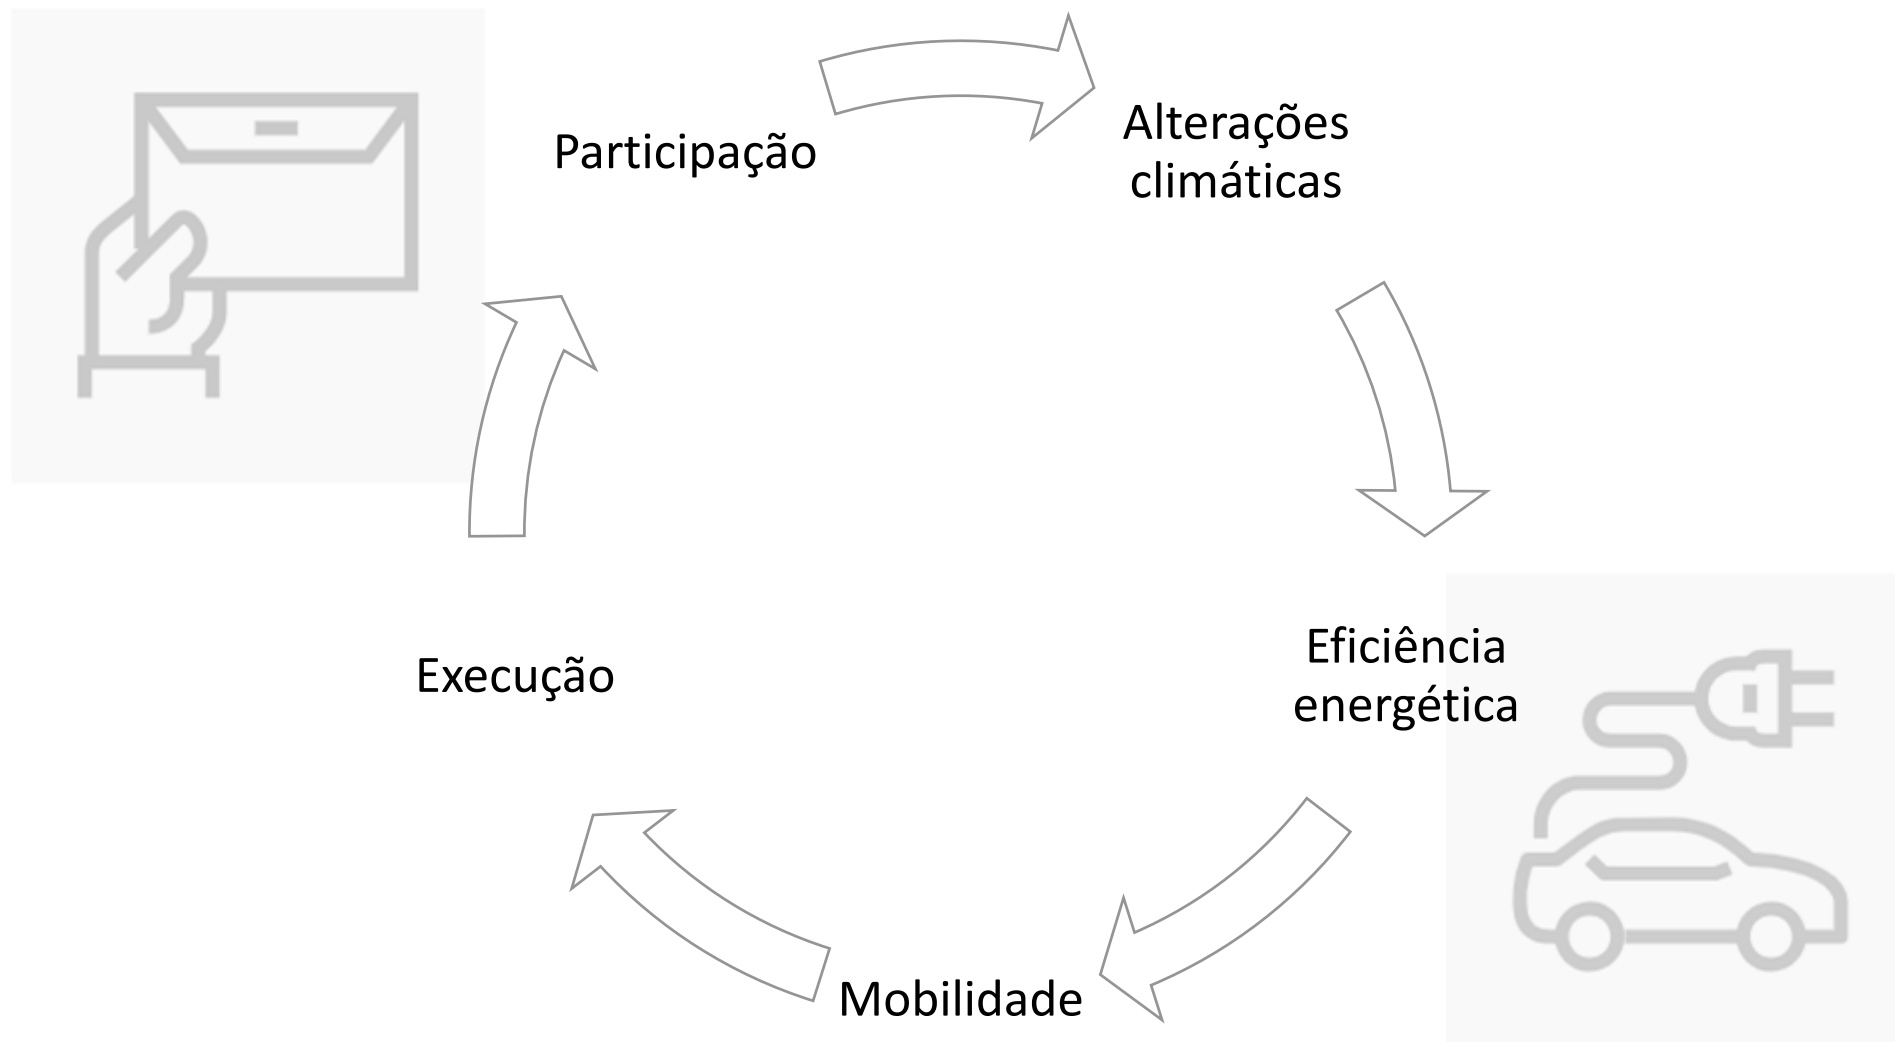 Participação
Alterações
climáticas
Eficiência
energética
Mobilidade
Execução